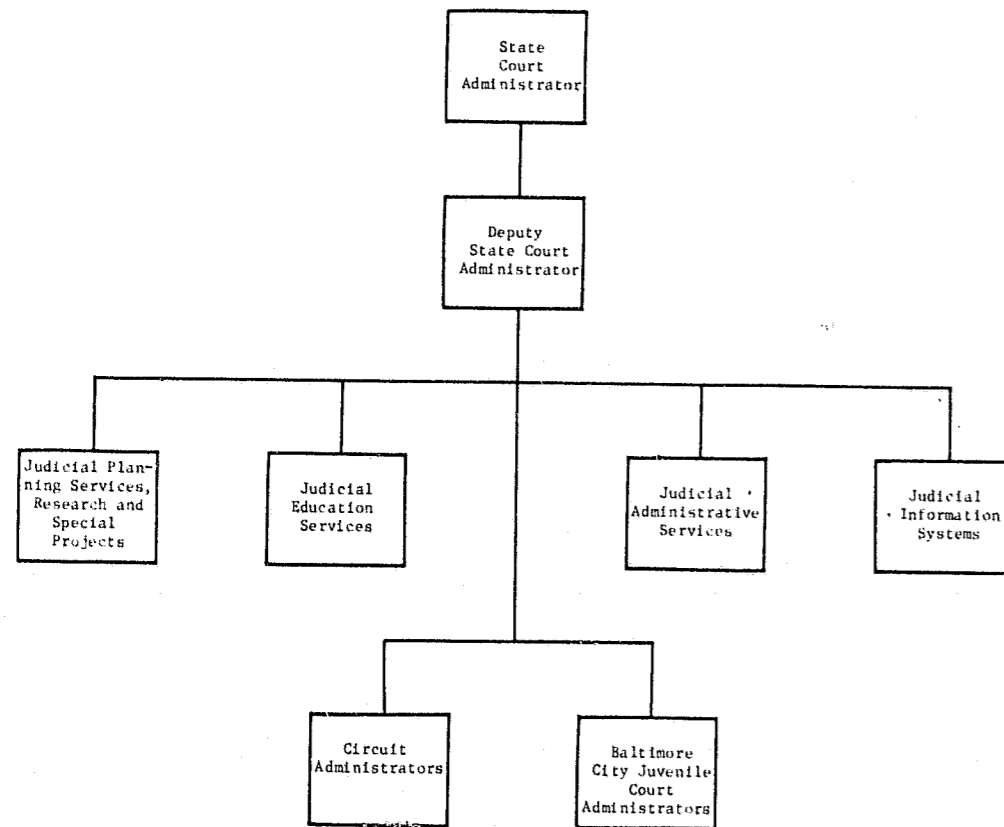 State
Court
Administrator
Deputy
State Court
Administrator
Judicial Plan-
ning Services,
Research and
Special
Projects
Judicial
Education
Services
Judicial
Administrative
Services
Judicial
Information
Systems
Circuit
Administrators
Baltimore
City Juvenile
Court
Administrators